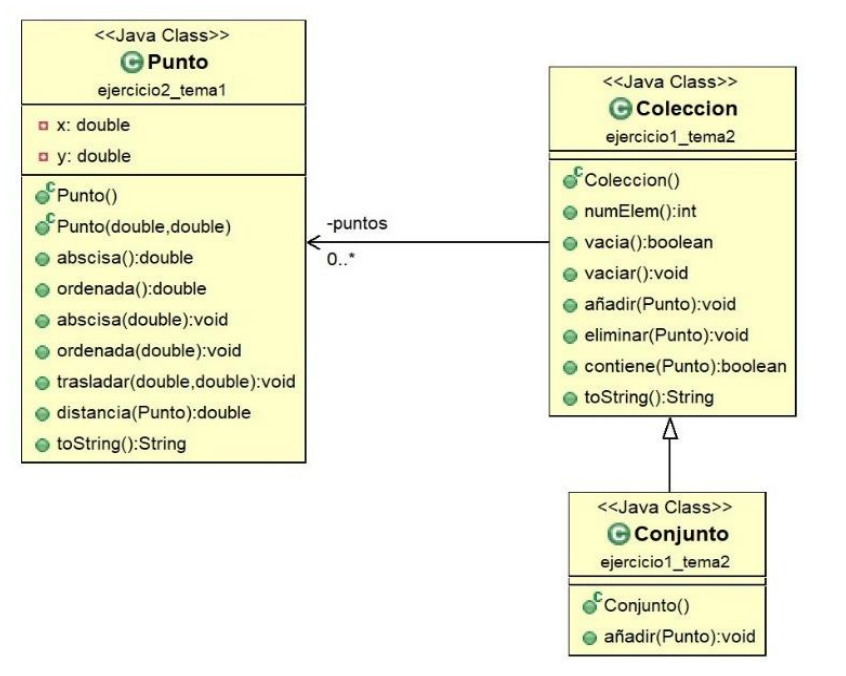 <<Java Class>>
Punto
ejercicio2_tema1
x: double
y: double
Punto()
Punto(double,double)
abscisa():double
ordenada():double
abscisa(double):void
ordenada(double):void
trasladar(double,double):void
distancia(Punto):double
toString():String
-puntos
0..*
<<Java Class>>
Coleccion
ejercicio1_tema2
Coleccion()
numElem():int
vacia():boolean
vaciar():void
añadir(Punto):void
eliminar(Punto):void
contiene(Punto):boolean
toString():String
<<Java Class>>
Conjunto
ejercicio1_tema2
Conjunto()
añadir(Punto):void